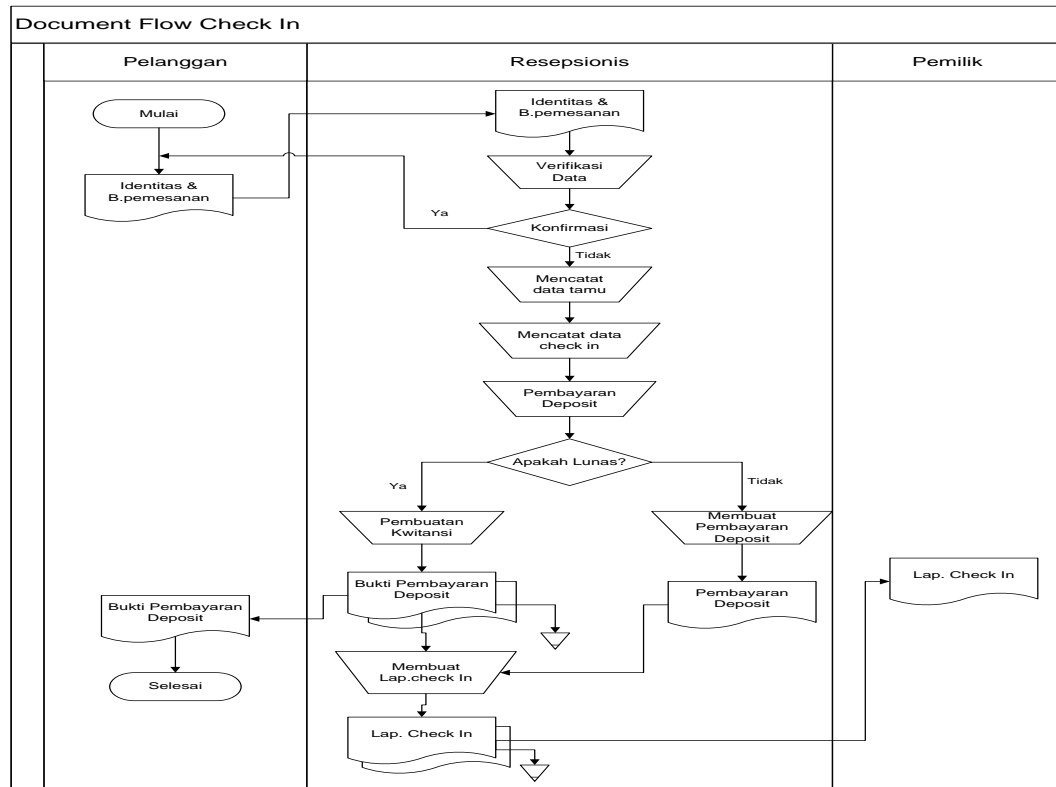 Document Flow Check In
Pelanggan
Resepsionis
Pemilik
Mulai
Identitas &
B.pemesanan
Identitas &
B.pemesanan
Verifikasi
Data
Konfirmasi
Ya
Tidak
Mencatat
data tamu
Mencatat data
check in
Pembayaran
Deposit
Apakah Lunas?
Ya
Tidak
Pembuatan
Kwitansi
Membuat
Pembayaran
Deposit
Bukti Pembayaran
Deposit
Pembayaran
Deposit
Lap. Check In
Bukti Pembayaran
Deposit
Selesai
Membuat
Lap.check In
Lap. Check In